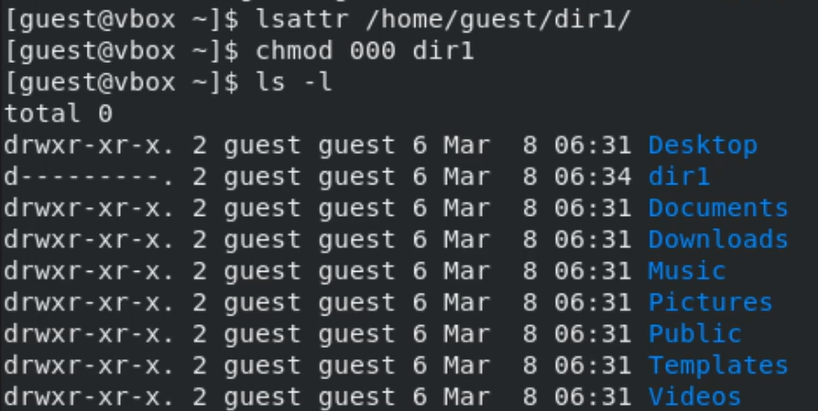 [guest@vbox ~]$ lsattr /home/guest/dir1/
[guest@vbox ~]$ chmod 000 dir1
[guest@vbox ~]$ ls -l
total 0
drwxr-xr-x. 2 guest guest 6 Mar  8 06:31 Desktop
d---------. 2 guest guest 6 Mar  8 06:34 dir1
drwxr-xr-x. 2 guest guest 6 Mar  8 06:31 Documents
drwxr-xr-x. 2 guest guest 6 Mar  8 06:31 Downloads
drwxr-xr-x. 2 guest guest 6 Mar  8 06:31 Music
drwxr-xr-x. 2 guest guest 6 Mar  8 06:31 Pictures
drwxr-xr-x. 2 guest guest 6 Mar  8 06:31 Public
drwxr-xr-x. 2 guest guest 6 Mar  8 06:31 Templates
drwxr-xr-x. 2 guest guest 6 Mar  8 06:31 Videos